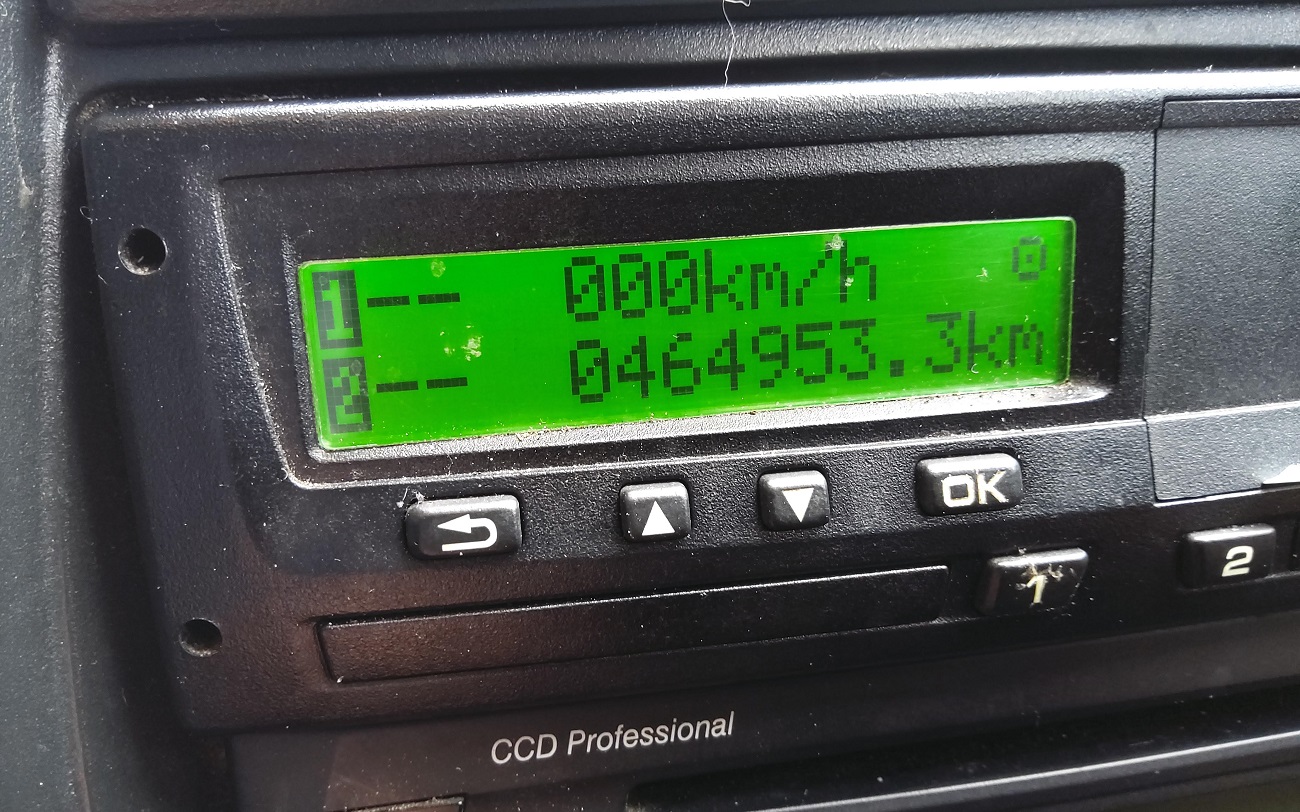 1-- 000km/h 0
2-- 0464953.3km
OK
1 2
CCD Professional